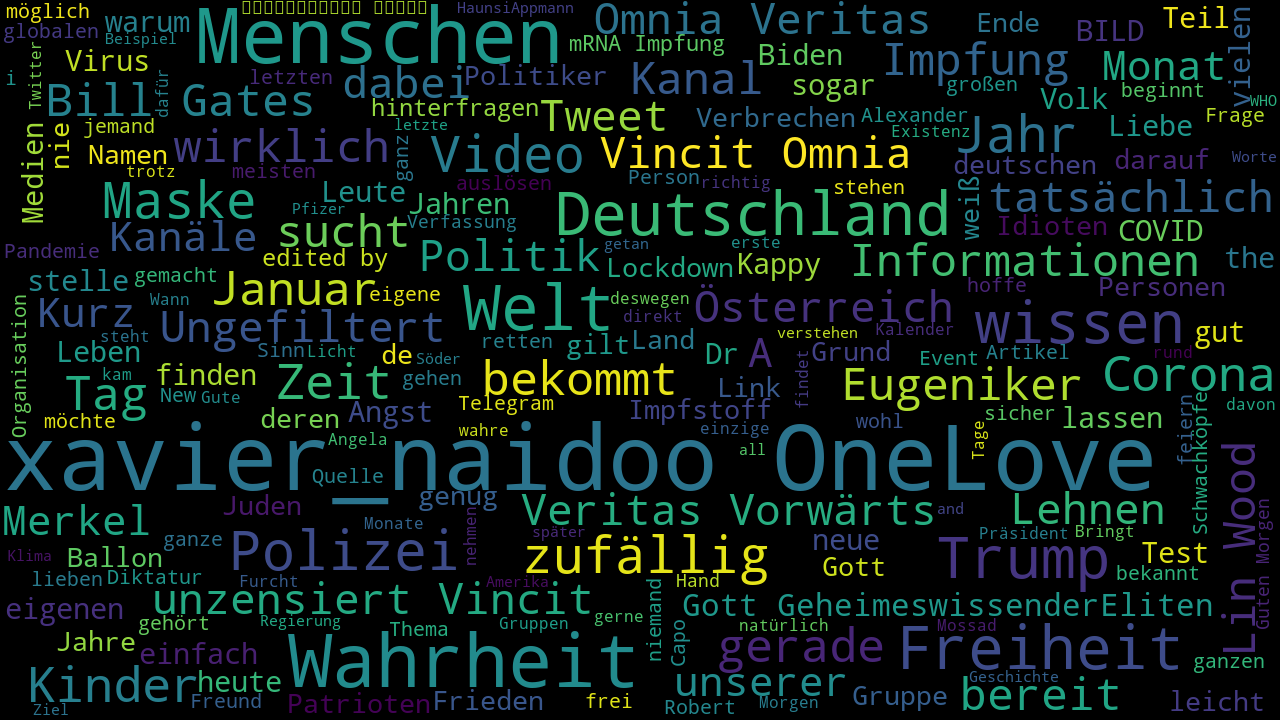 möglich
HaunsiAppmann
globalen
warum
Beispiel
Menschen
Omnia Veritas
Ende
BILD
Teil
vielen
i
Twitter
Virus
dafür
letzten
dabei
Politiker
mRNA Impfung
Kanal
Biden
sogar
Impfung
großen
Monat
beginnt
WHO
Bill Gates
hinterfragen
Tweet
Verbrechen
Alexander
Existenz
Jahr
Volk
Liebe
Frage
Medien
nie
jemand
Namen
trotz
wirklich
meisten
letzte
ganz
Video
auslösen
Vincit Omnia
Person
richtig
stehen
deutschen
darauf
Worte
Maske
Leute
Pfizer
Jahren
Verfassung
Deutschland
weiß
tatsächlich
Idioten
COVID
Pandemie
Kanäle
sucht
edited by
Politik
getan
Lockdown
erste
Kappy
Informationen
the
stelle
gemacht
Januar
eigene
Welt
deswegen
direkt
Österreich
hoffe
Personen
Organisation
Kurz
Wann
steht
Ungefiltert
retten
gilt
Land
verstehen
Kalender
wissen
gut
Leben
kam
Sinn
Licht
de
Söder
gehen
Dr
A
Grund
Event
Artikel
rund
Tag
finden
New
Gute
Zeit
bekommt
Link
findet
Eugeniker
Corona
möchte
deren
Angst
Telegram
Impfstoff
einzige
wohl
sicher
lassen
davon
xavier_naidoo OneLove
Angela
wahre
all
Tage
feiern
Schwachköpfe
Quelle
genug
Juden
Merkel
Monate
Veritas Vorwärts
and
Lehnen
Lin Wood
Klima
Ballon
ganze
Polizei
nehmen
später
zufällig
neue
Gott
Präsident
Bringt
Trump
Test
bekannt
Guten Morgen
lieben
Diktatur
Furcht
Amerika
Hand
eigenen
gehört
unzensiert Vincit
Regierung
Thema
Gruppen
gerne
niemand
Gott GeheimeswissenderEliten
natürlich
Mossad
Jahre
einfach
Wahrheit
Capo
gerade
Freiheit
ganzen
Kinder
heute
Freund
Ziel
Patrioten
Frieden
frei
unserer
Robert
Morgen
Gruppe
Geschichte
bereit
leicht